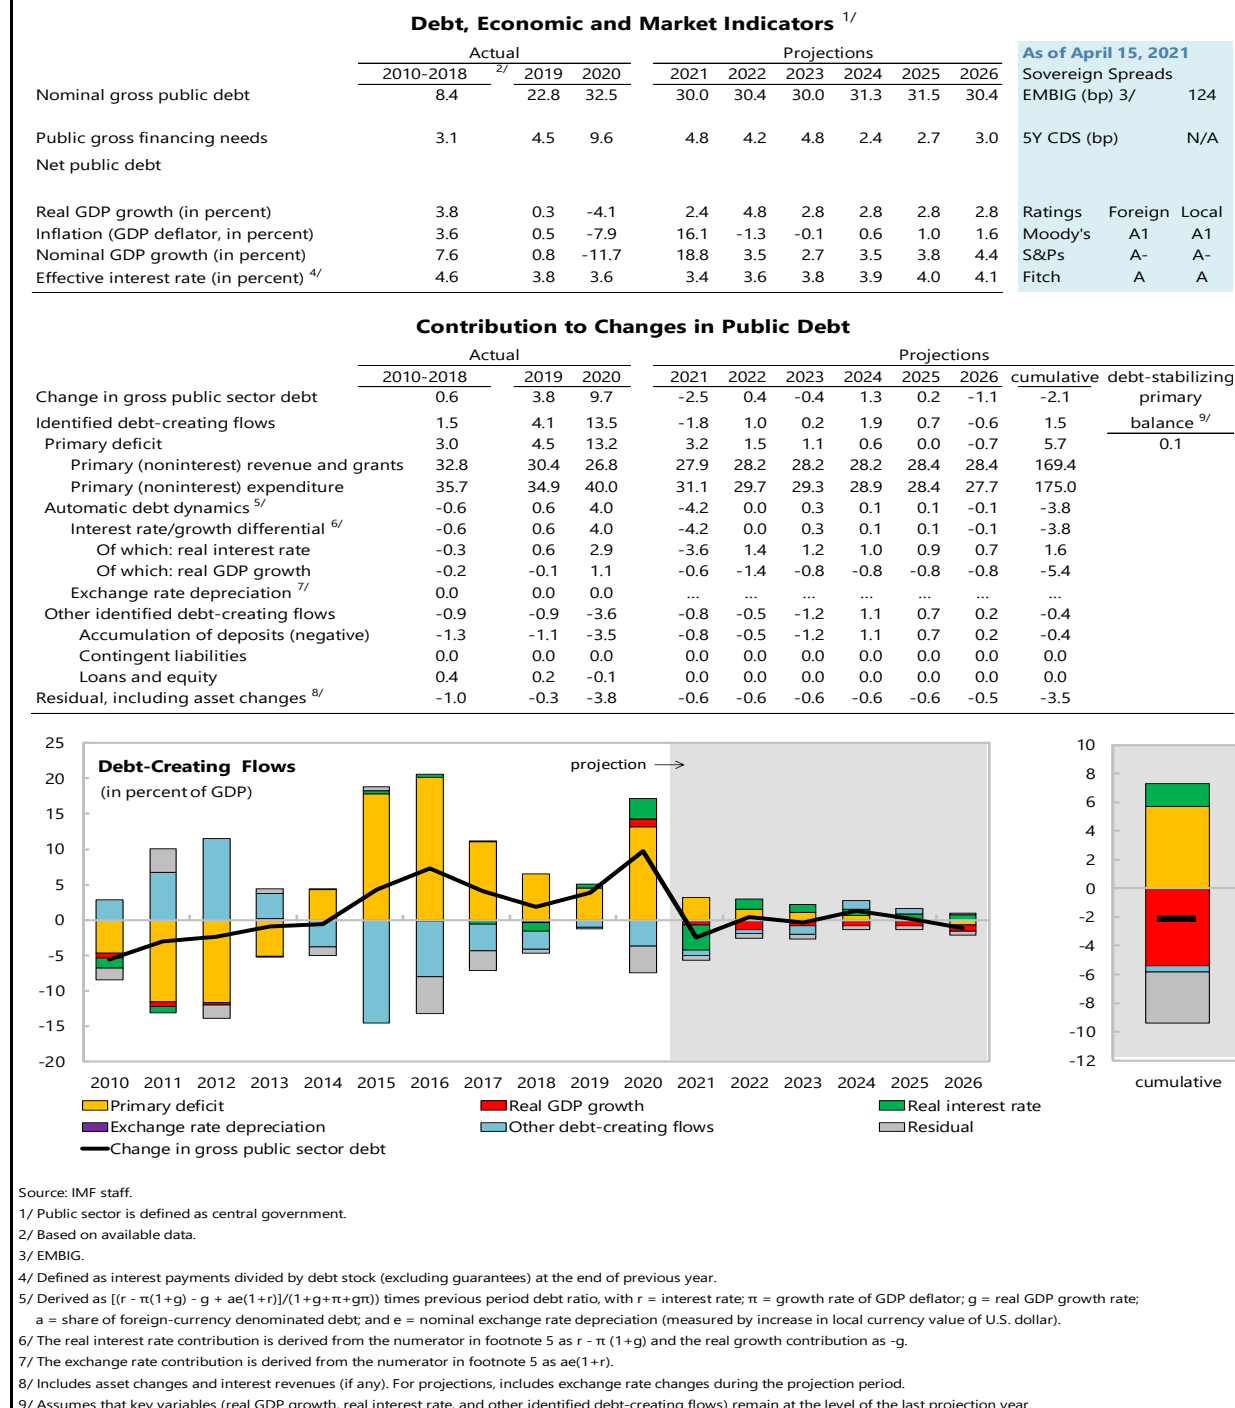 Debt, Economic and Market Indicators 1/
Actual Projections As of April 15, 2021
2010-2018 2/ 2019 2020 2021 2022 2023 2024 2025 2026 Sovereign Spreads
Nominal gross public debt 8.4 22.8 32.5 30.0 30.4 30.0 31.3 31.5 30.4 EMBIG (bp) 3/ 124
Public gross financing needs 3.1 4.5 9.6 4.8 4.2 4.8 2.4 2.7 3.0 5Y CDS (bp) N/A
Net public debt
Real GDP growth (in percent) 3.8 0.3 -4.1 2.4 4.8 2.8 2.8 2.8 2.8 Ratings Foreign Local
Inflation (GDP deflator, in percent) 3.6 0.5 -7.9 16.1 -1.3 -0.1 0.6 1.0 1.6 Moody's A1 A1
Nominal GDP growth (in percent) 7.6 0.8 -11.7 18.8 3.5 2.7 3.5 3.8 4.4 S&Ps A- A-
Effective interest rate (in percent) 4/ 4.6 3.8 3.6 3.4 3.6 3.8 3.9 4.0 4.1 Fitch A A
Contribution to Changes in Public Debt
Actual Projections
2010-2018 2019 2020 2021 2022 2023 2024 2025 2026 cumulative debt-stabilizing
Change in gross public sector debt 0.6 3.8 9.7 -2.5 0.4 -0.4 1.3 0.2 -1.1 -2.1 primary
Identified debt-creating flows 1.5 4.1 13.5 -1.8 1.0 0.2 1.9 0.7 -0.6 1.5 balance 9/
Primary deficit 3.0 4.5 13.2 3.2 1.5 1.1 0.6 0.0 -0.7 5.7 0.1
Primary (noninterest) revenue and grants 32.8 30.4 26.8 27.9 28.2 28.2 28.2 28.4 28.4 169.4
Primary (noninterest) expenditure 35.7 34.9 40.0 31.1 29.7 29.3 28.9 28.4 27.7 175.0
Automatic debt dynamics 5/ -0.6 0.6 4.0 -4.2 0.0 0.3 0.1 0.1 -0.1 -3.8
Interest rate/growth differential 6/ -0.6 0.6 4.0 -4.2 0.0 0.3 0.1 0.1 -0.1 -3.8
Of which: real interest rate -0.3 0.6 2.9 -3.6 1.4 1.2 1.0 0.9 0.7 1.6
Of which: real GDP growth -0.2 -0.1 1.1 -0.6 -1.4 -0.8 -0.8 -0.8 -0.8 -5.4
Exchange rate depreciation 7/ 0.0 0.0 0.0 ... ... ... ... ... ... ...
Other identified debt-creating flows -0.9 -0.9 -3.6 -0.8 -0.5 -1.2 1.1 0.7 0.2 -0.4
Accumulation of deposits (negative) -1.3 -1.1 -3.5 -0.8 -0.5 -1.2 1.1 0.7 0.2 -0.4
Contingent liabilities 0.0 0.0 0.0 0.0 0.0 0.0 0.0 0.0 0.0 0.0
Loans and equity 0.4 0.2 -0.1 0.0 0.0 0.0 0.0 0.0 0.0 0.0
Residual, including asset changes 8/ -1.0 -0.3 -3.8 -0.6 -0.6 -0.6 -0.6 -0.6 -0.5 -3.5
Debt-Creating Flows
(in percent of GDP)
projection
25
20
15
10
5
0
-5
-10
-15
-20
2010 2011 2012 2013 2014 2015 2016 2017 2018 2019 2020 2021 2022 2023 2024 2025 2026
10
8
6
4
2
0
-2
-4
-6
-8
-10
-12
cumulative
Primary deficit Real GDP growth Real interest rate
Exchange rate depreciation Other debt-creating flows Residual
Change in gross public sector debt
Source: IMF staff.
1/ Public sector is defined as central government.
2/ Based on available data.
3/ EMBIG.
4/ Defined as interest payments divided by debt stock (excluding guarantees) at the end of previous year.
5/ Derived as [(r - π(1+g) - g + ae(1+r)]/(1+g+π+gπ)) times previous period debt ratio, with r = interest rate; π = growth rate of GDP deflator; g = real GDP growth rate;
a = share of foreign-currency denominated debt; and e = nominal exchange rate depreciation (measured by increase in local currency value of U.S. dollar).
6/ The real interest rate contribution is derived from the numerator in footnote 5 as r - π (1+g) and the real growth contribution as -g.
7/ The exchange rate contribution is derived from the numerator in footnote 5 as ae(1+r).
8/ Includes asset changes and interest revenues (if any). For projections, includes exchange rate changes during the projection period.
9/ Assumes that key variables (real GDP growth, real interest rate, and other identified debt-creating flows) remain at the level of the last projection year.